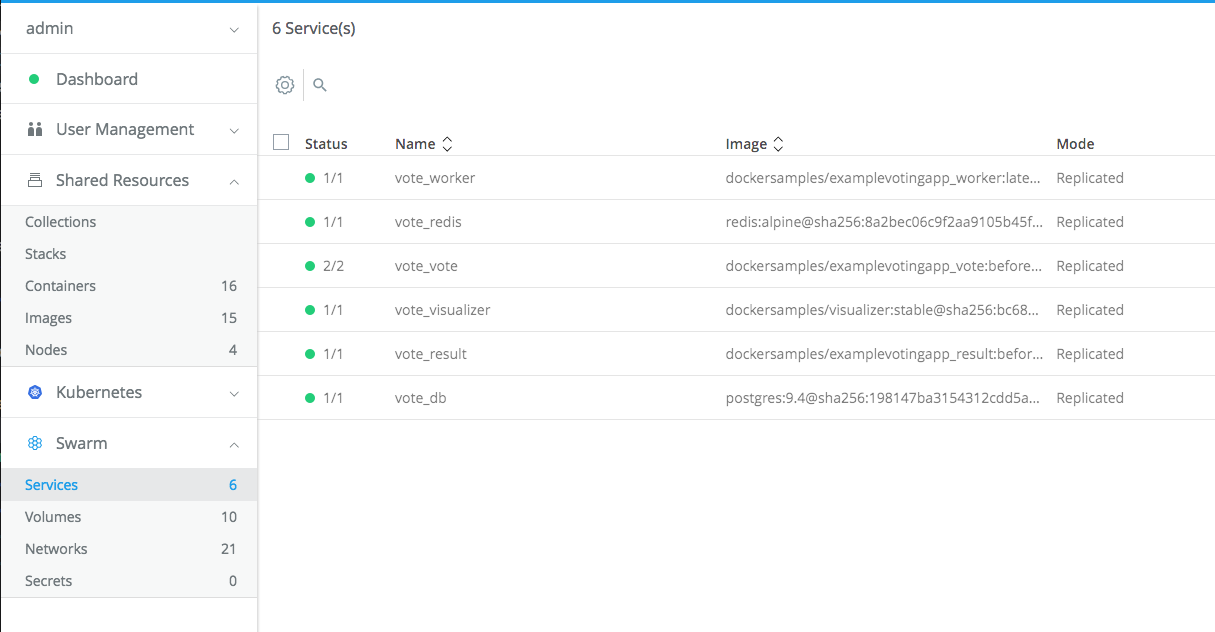 admin
Dashboard
User Management
Shared Resources
Collections
Stacks
Containers 16
Images 15
Nodes 4
Kubernetes
Swarm
Services 6
Volumes 10
Networks 21
Secrets 0
6 Service(s)
Status Name Image Mode
1/1 vote_worker dockersamples/examplevotingapp_worker:late... Replicated
1/1 vote_redis redis:alpine@sha256:8a2bec06c9f2aa9105b45f... Replicated
2/2 vote_vote dockersamples/examplevotingapp_vote:before... Replicated
1/1 vote_visualizer dockersamples/visualizer:stable@sha256:bc68... Replicated
1/1 vote_result dockersamples/examplevotingapp_result:befor... Replicated
1/1 vote_db postgres:9.4@sha256:198147ba3154312cdd5a... Replicated